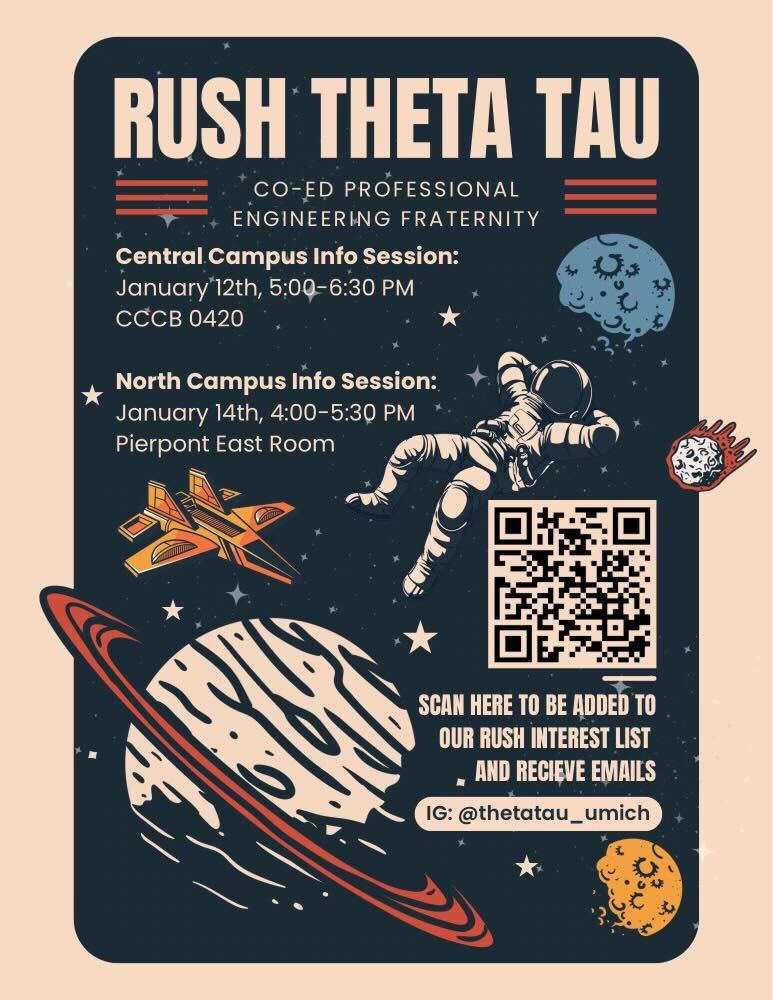 RUSH THETA TAU
CO-ED PROFESSIONAL
ENGINEERING FRATERNITY
Central Campus Info Session:
January 12th, 5:00-6:30 PM
CCCB 0420
North Campus Info Session:
January 14th, 4:00-5:30 PM
Pierpont East Room
SCAN HERE TO BE ADDED TO
OUR RUSH INTEREST LIST
AND RECIEVE EMAILS
IG: @thetatau_umich